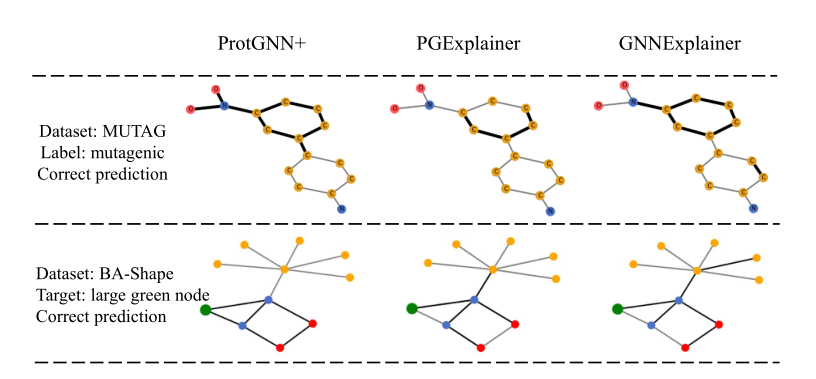 ProtGNN+ PGExplainer GNNExplainer
Dataset: MUTAG
Label: mutagenic
Correct prediction
O O N C C C C C C C C C C C C N
O O N C C C C C C C C C C C C N
O O N C C C C C C C C C C C C N
Dataset: BA-Shape
Target: large green node
Correct prediction